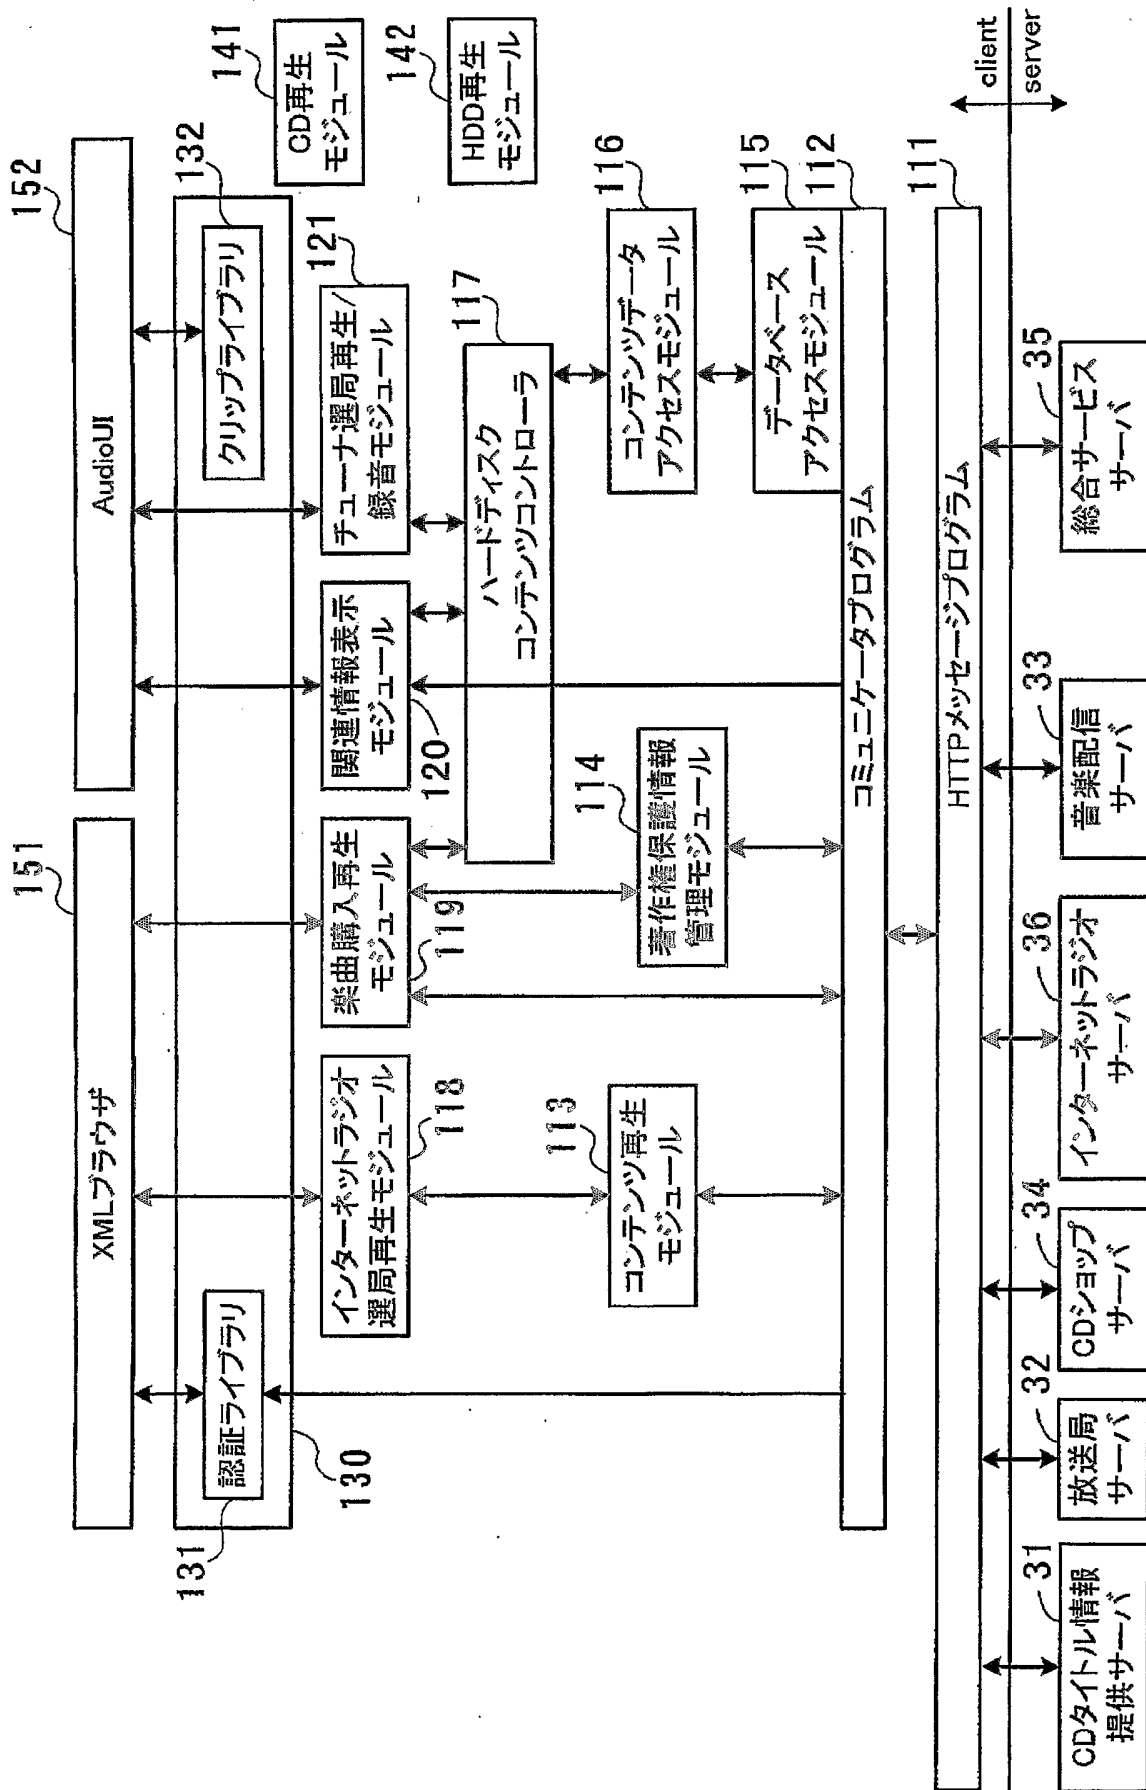 151
XMLブラウザ
152
AudioUI
131
認証ライブラリ
130
132
クリップライブラリ
141
CD再生
モジュール
142
HDD再生
モジュール
インターネットラジオ
選局再生モジュール
118
楽曲購入再生
モジュール
119
関連情報表示
モジュール
120
チューナ選局再生/
録音モジュール
121
ハードディスク
コンテンツコントローラ
117
コンテンツ再生
モジュール
113
著作権保護情報
管理モジュール
114
コンテンツデータ
アクセスモジュール
116
データベース
アクセスモジュール
115
コミュニケータプログラム
112
HTTPメッセージプログラム
111
client
server
CDタイトル情報
提供サーバ
31
放送局
サーバ
32
CDショップ
サーバ
34
インターネットラジオ
サーバ
36
音楽配信
サーバ
33
総合サービス
サーバ
35